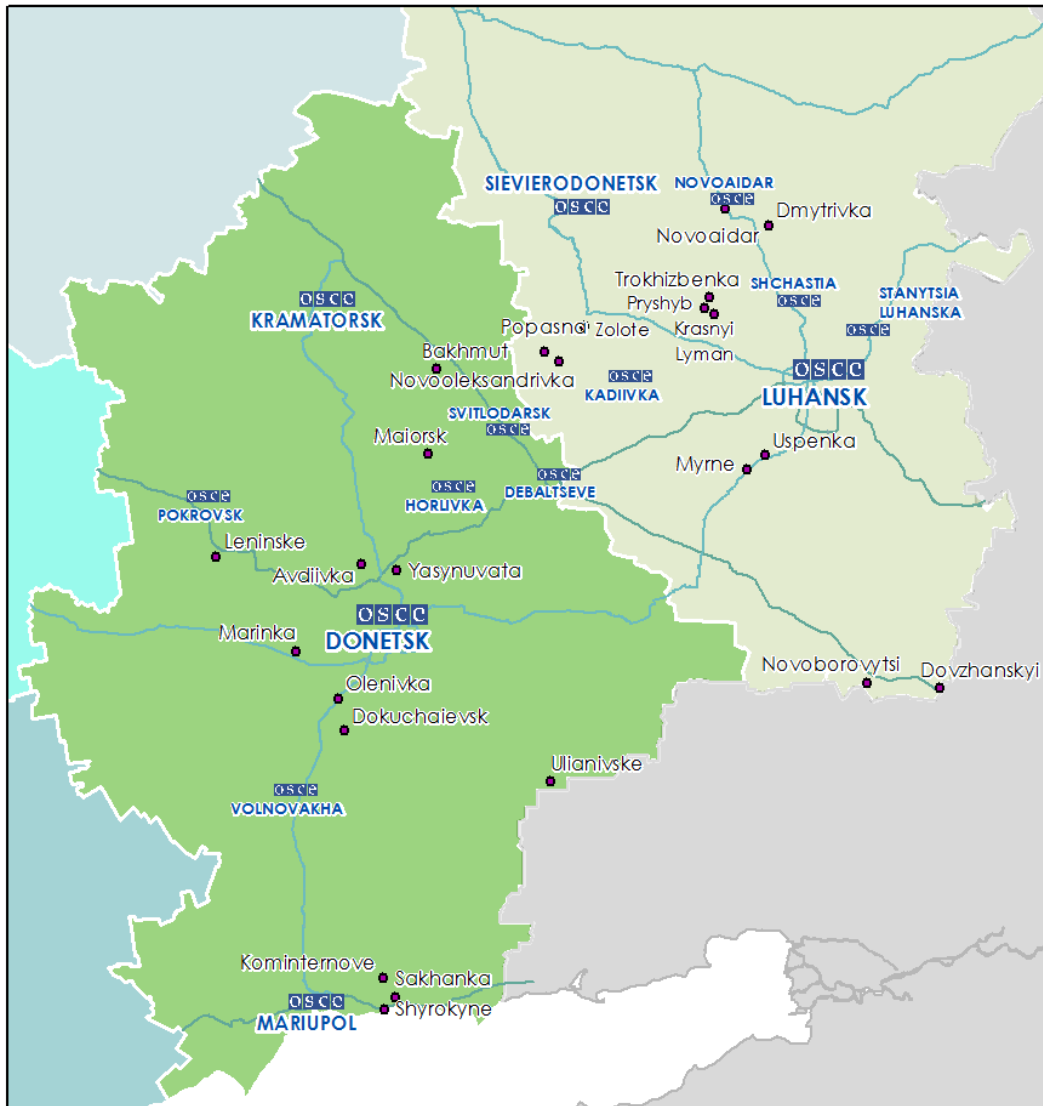 SIEVIERODONETSK
osce
NOVOAIDAR
osce
Dmytrivka
Novoaidar
Trokhizbenka
SHCHASTIA
osce
Pryshyb
Krasnyi
Lyman
STANYTSIA
LUHANSKA
osce
osce
KRAMATORSK
Popasna
Zolote
Bakhmut
Novooleksandrivka
osce
KADIIVKA
osce
LUHANSK
SVITLODARSK
osce
Maiorsk
Uspenka
Myrne
osce
HORLIVKA
osce
DEBALTSEVE
osce
POKROVSK
Leninske
Avdiivka
Yasynuvata
osce
DONETSK
Marinka
Novoborovytsi
Dovzhanskyi
Olenivka
Dokuchaievsk
Ulianivske
osce
VOLNOVAKHA
Kominternove
Sakhanka
osce
MARIUPOL
Shyrokyne